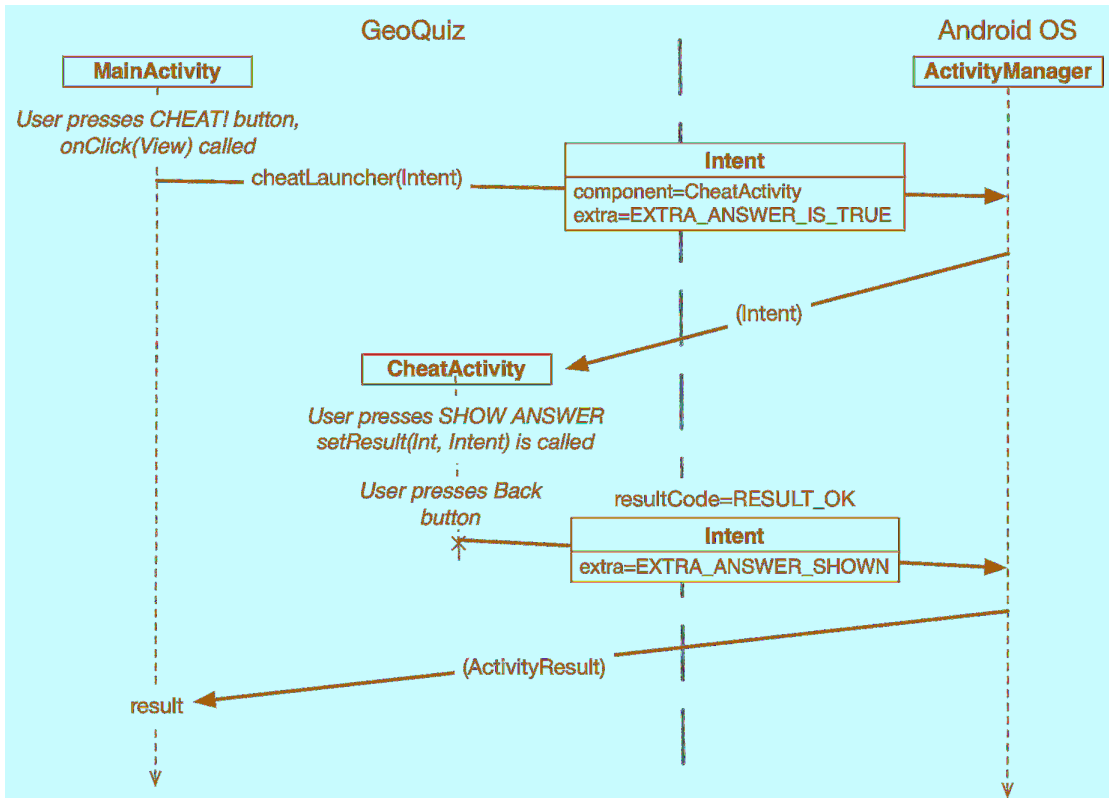 GeoQuiz
Android OS
MainActivity
ActivityManager
User presses CHEAT! button,
onClick(View) called
cheatLauncher(Intent)
Intent
component=CheatActivity
extra=EXTRA_ANSWER_IS_TRUE
(Intent)
CheatActivity
User presses SHOW ANSWER
setResult(Int, Intent) is called
User presses Back
button
resultCode=RESULT_OK
Intent
extra=EXTRA_ANSWER_SHOWN
(ActivityResult)
result